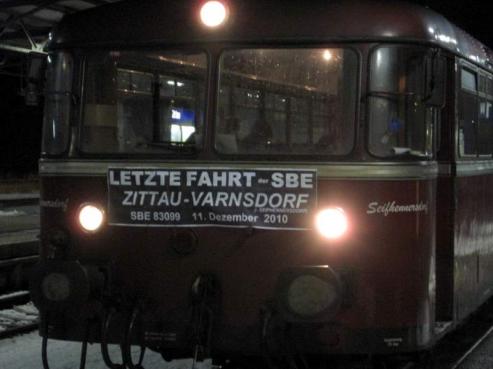 LETZTE FAHRT der SBE
ZITTAU-VARNSDORF
SBE 83099 11. Dezember 2010
Seifhennersdorf